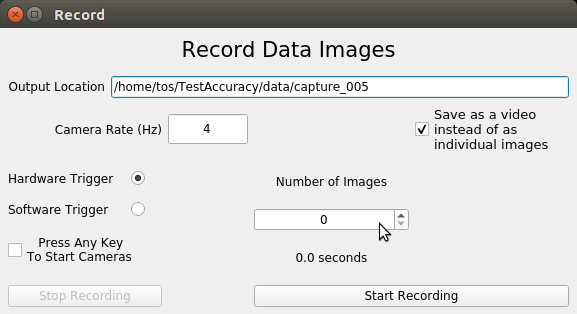 Record
Record Data Images
Output Location /home/tos/TestAccuracy/data/capture_005
Camera Rate (Hz) 4
Save as a video
instead of as
individual images
Hardware Trigger
Number of Images
Software Trigger
0
Press Any Key
To Start Cameras
0.0 seconds
Stop Recording
Start Recording